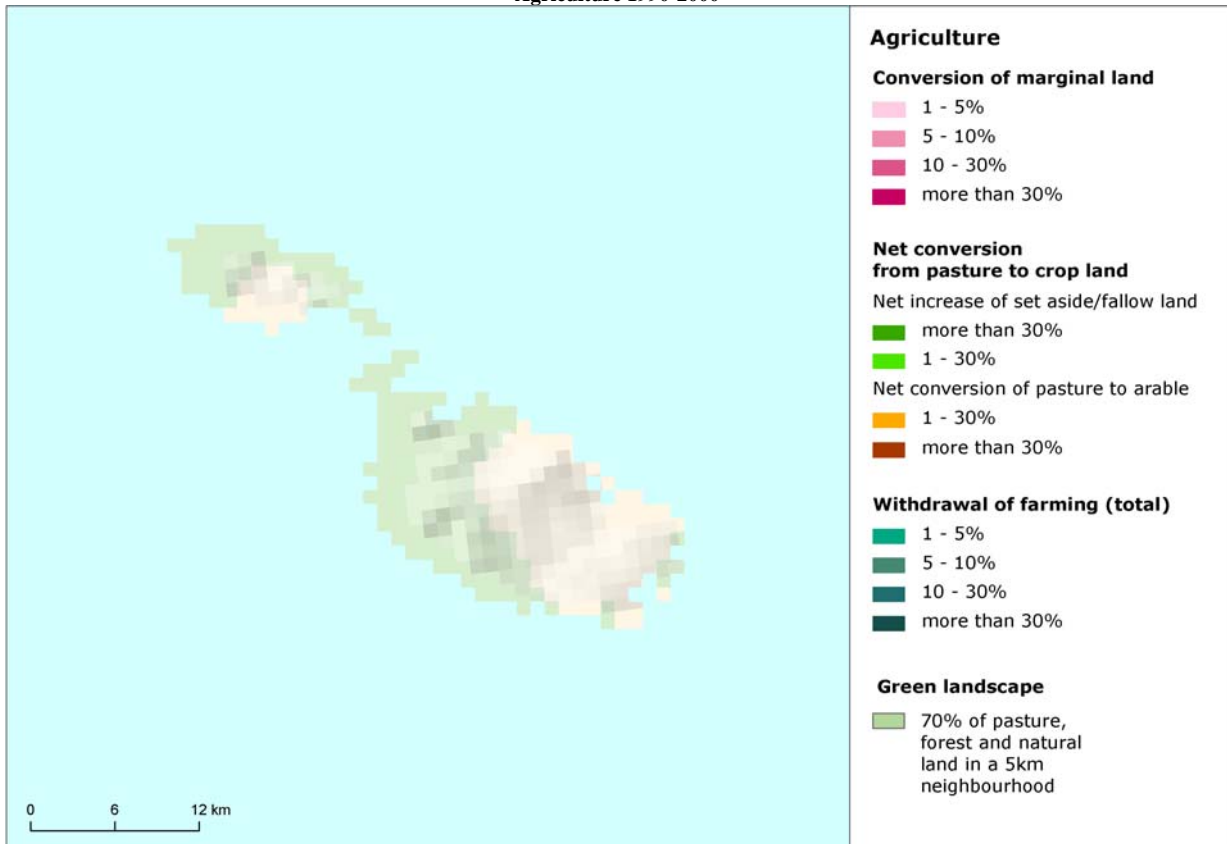 Agriculture 1990-2000
Agriculture
Conversion of marginal land
1 - 5%
5 - 10%
10 - 30%
more than 30%
Net conversion
from pasture to crop land
Net increase of set aside/fallow land
more than 30%
1 - 30%
Net conversion of pasture to arable
1 - 30%
more than 30%
Withdrawal of farming (total)
1 - 5%
5 - 10%
10 - 30%
more than 30%
Green landscape
70% of pasture,
forest and natural
land in a 5km
neighbourhood
0 6 12 km